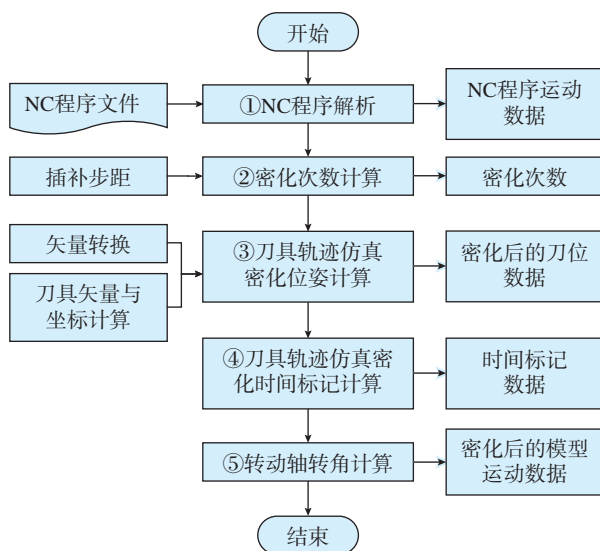 开始
NC程序文件
①NC程序解析
NC程序运动
数据
插补步距
②密化次数计算
密化次数
矢量转换
刀具矢量与
坐标计算
③刀具轨迹仿真
密化位姿计算
密化后的刀位
数据
④刀具轨迹仿真密
化时间标记计算
时间标记
数据
⑤转动轴转角计算
密化后的模型
运动数据
结束